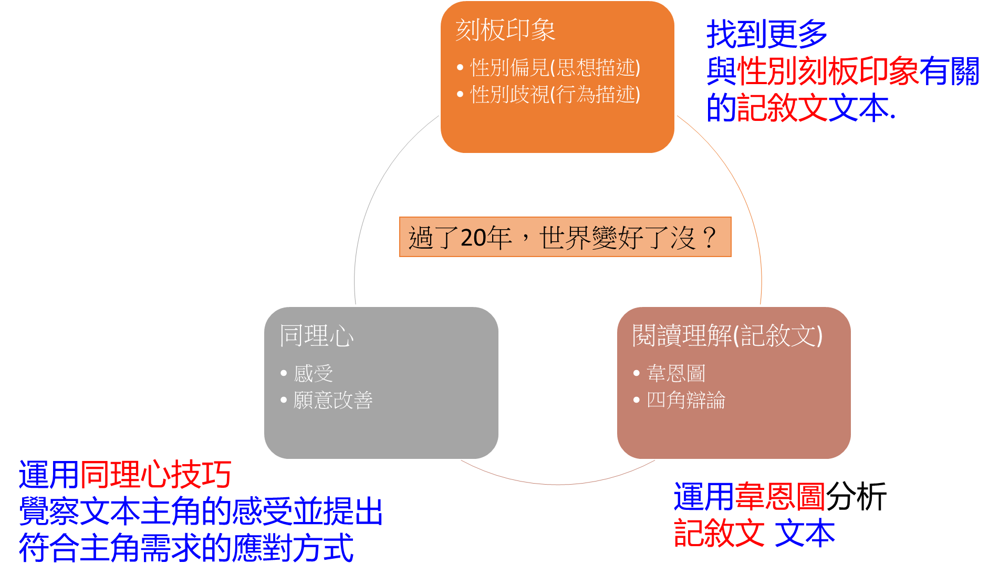 刻板印象
• 性別偏見(思想描述)
• 性別歧視(行為描述)
找到更多
與性別刻板印象有關
的記敘文文本.
過了20年，世界變好了沒？
同理心
• 感受
• 願意改善
閱讀理解(記敘文)
• 韋恩圖
• 四角辯論
運用同理心技巧
覺察文本主角的感受並提出
符合主角需求的應對方式
運用韋恩圖分析
記敘文 文本